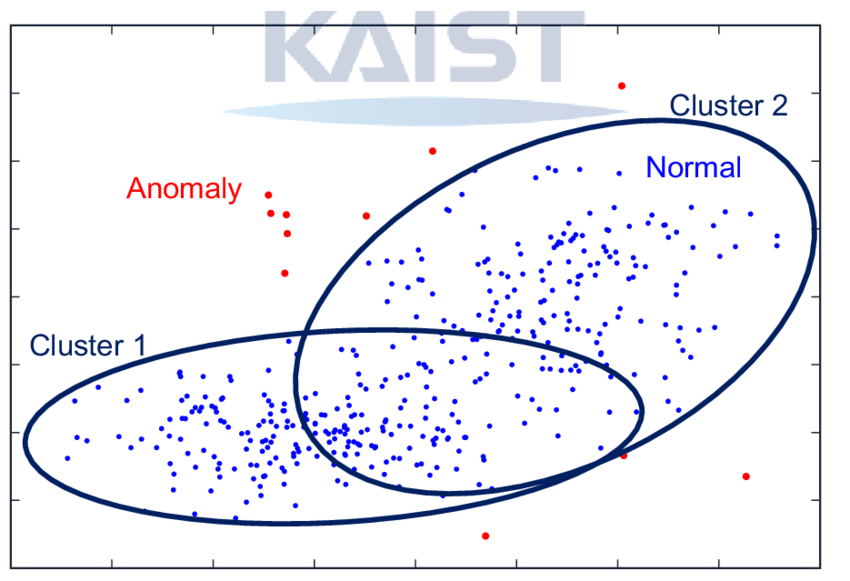 KAIST
Cluster 2
Normal
Anomaly
Cluster 1